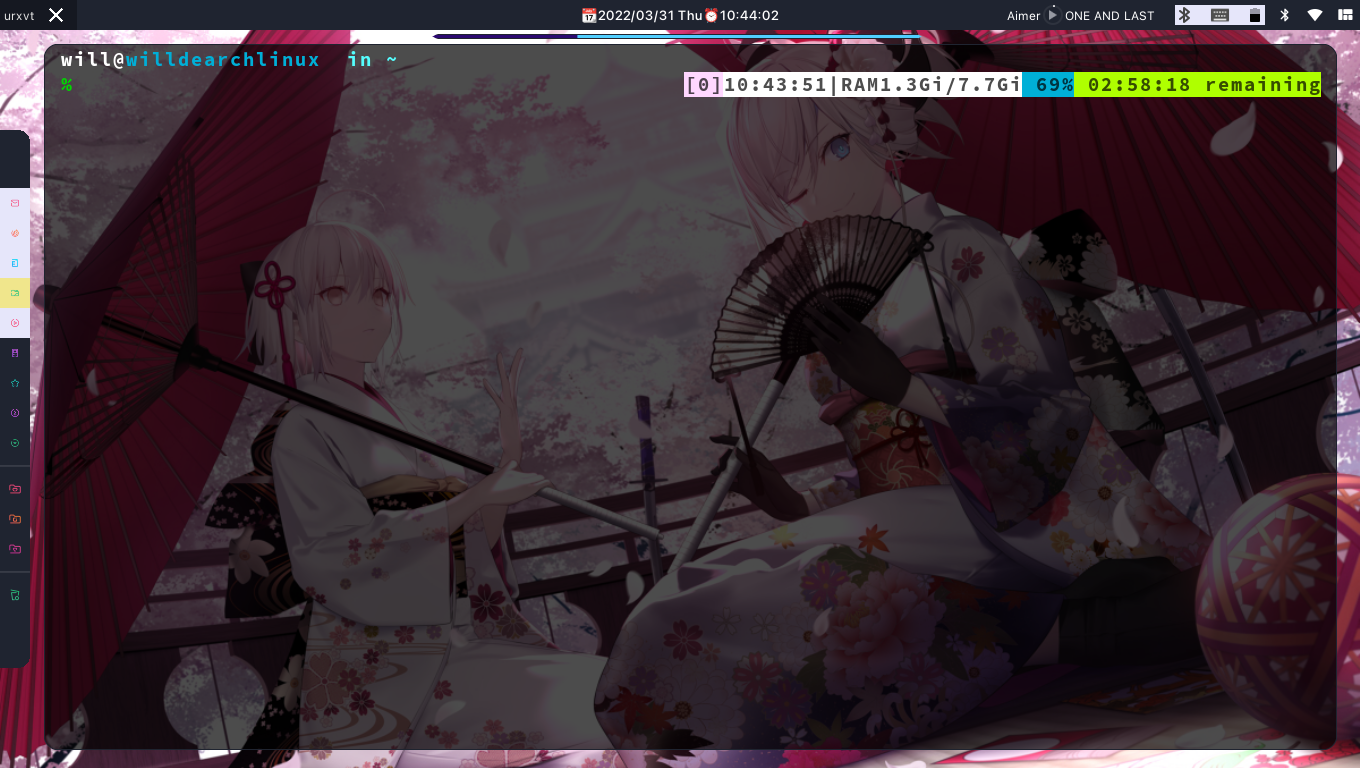 urxvt
📅2022/03/31 Thu⏰10:44:02
Aimer ONE AND LAST
will@willdearchlinux in ~
% [0]10:43:51|RAM1.3Gi/7.7Gi 69% 02:58:18 remaining